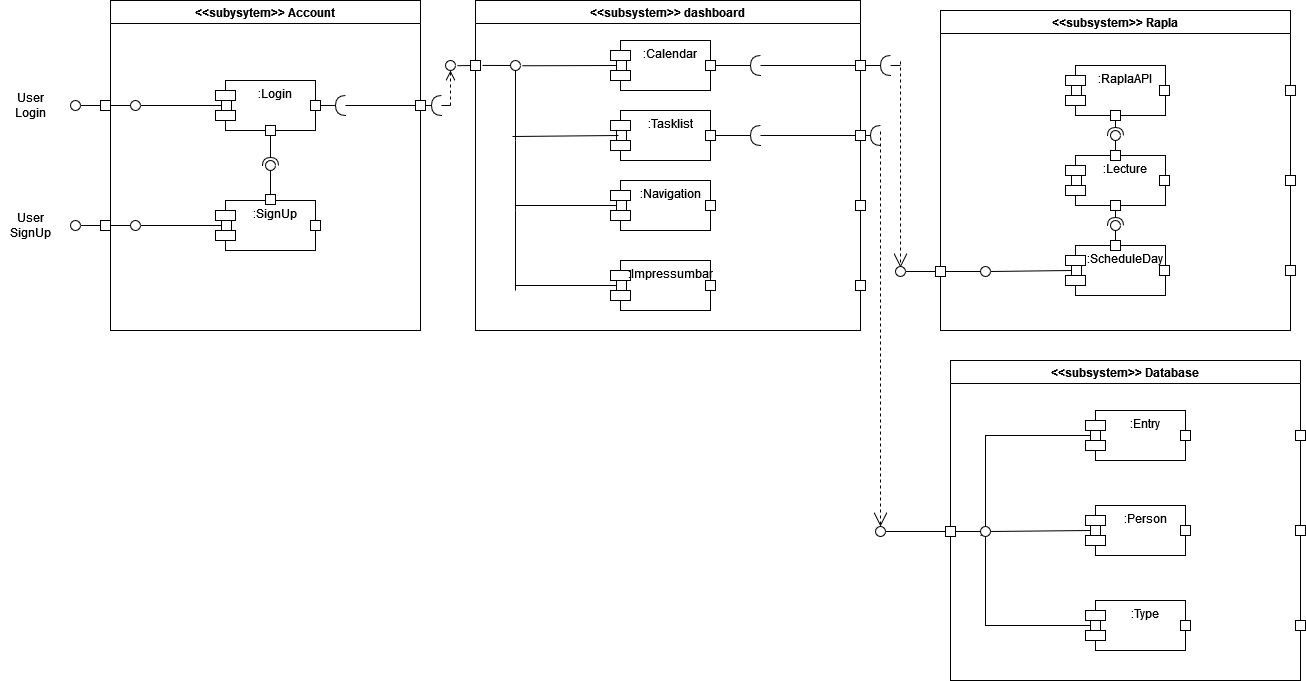 <<subysytem>> Account
User
Login
:Login
User
SignUp
:SignUp
<<subsystem>> dashboard
:Calendar
:Tasklist
:Navigation
:Impressumbar
<<subsystem>> Rapla
:RaplaAPI
:Lecture
:ScheduleDay
<<subsystem>> Database
:Entry
:Person
:Type